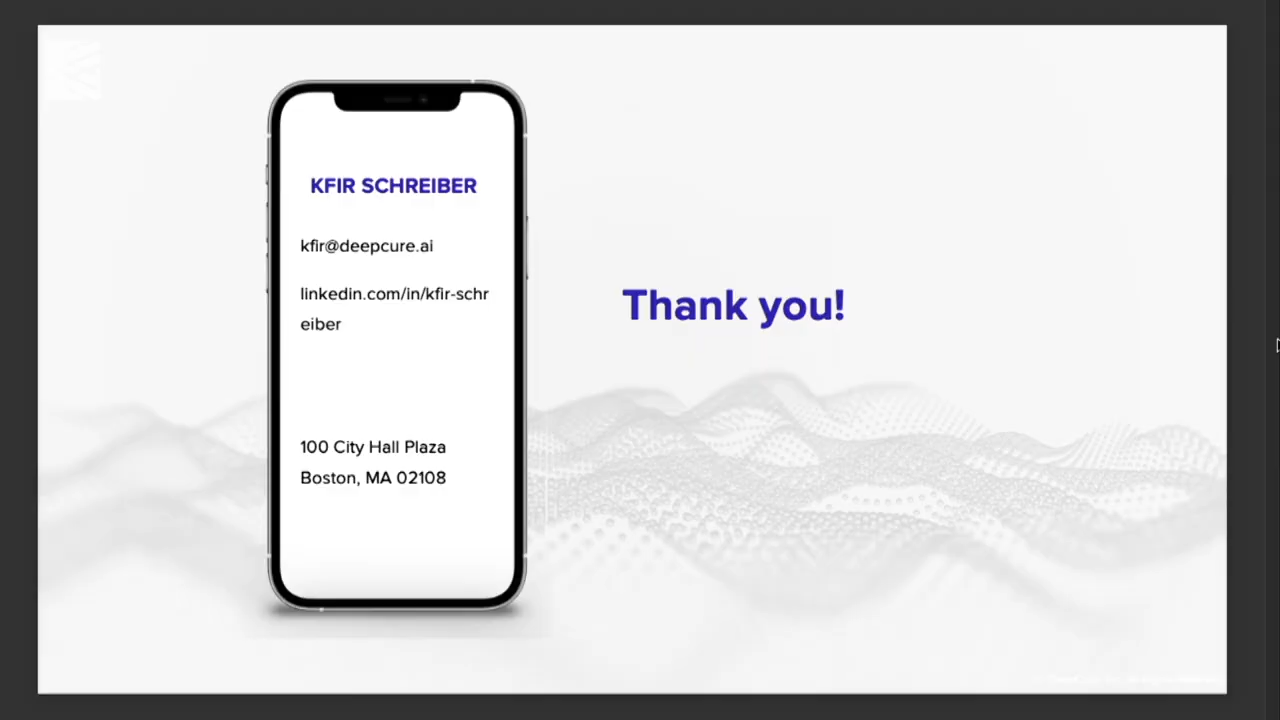 KFIR SCHREIBER
kfir@deepcure.ai
linkedin.com/in/kfir-schr
eiber
100 City Hall Plaza
Boston, MA 02108
Thank you!